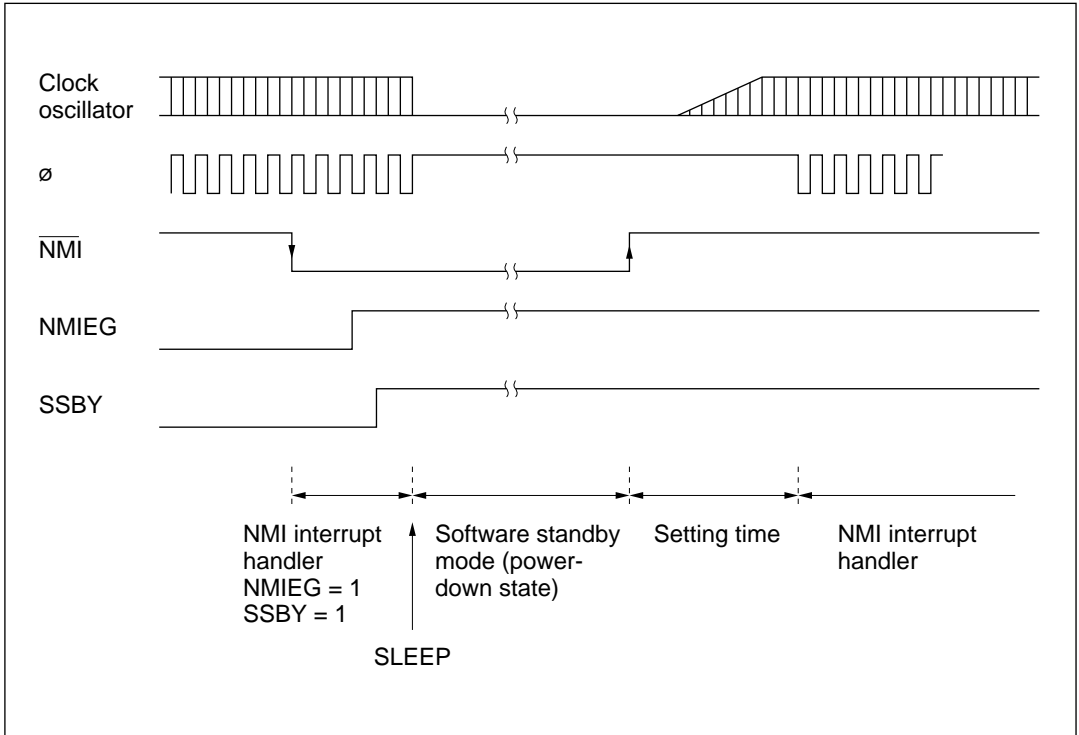 Clock
oscillator
ø
NMI
NMIEG
SSBY
NMI interrupt
handler
NMIEG = 1
SSBY = 1
Software standby
mode (power-
down state)
Setting time
NMI interrupt
handler
SLEEP